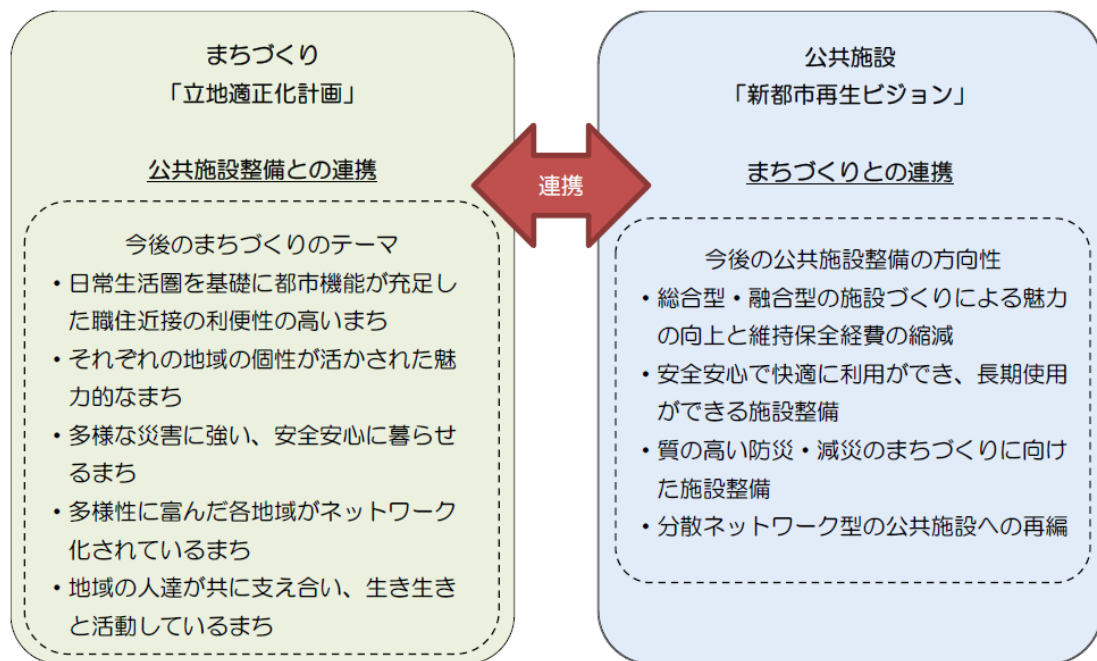 まちづくり
「立地適正化計画」
公共施設整備との連携
今後のまちづくりのテーマ
・日常生活圏を基礎に都市機能が充足し
た職住近接の利便性の高いまち
・それぞれの地域の個性が活かされた魅
力的なまち
・多様な災害に強い、安全安心に暮らせ
るまち
・多様性に富んだ各地域がネットワーク
化されているまち
・地域の人達が共に支え合い、生き生き
と活動しているまち
連携
公共施設
「新都市再生ビジョン」
まちづくりとの連携
今後の公共施設整備の方向性
・総合型・融合型の施設づくりによる魅力
の向上と維持保全経費の縮減
・安全安心で快適に利用ができ、長期使用
ができる施設整備
・質の高い防災・減災のまちづくりに向け
た施設整備
・分散ネットワーク型の公共施設への再編